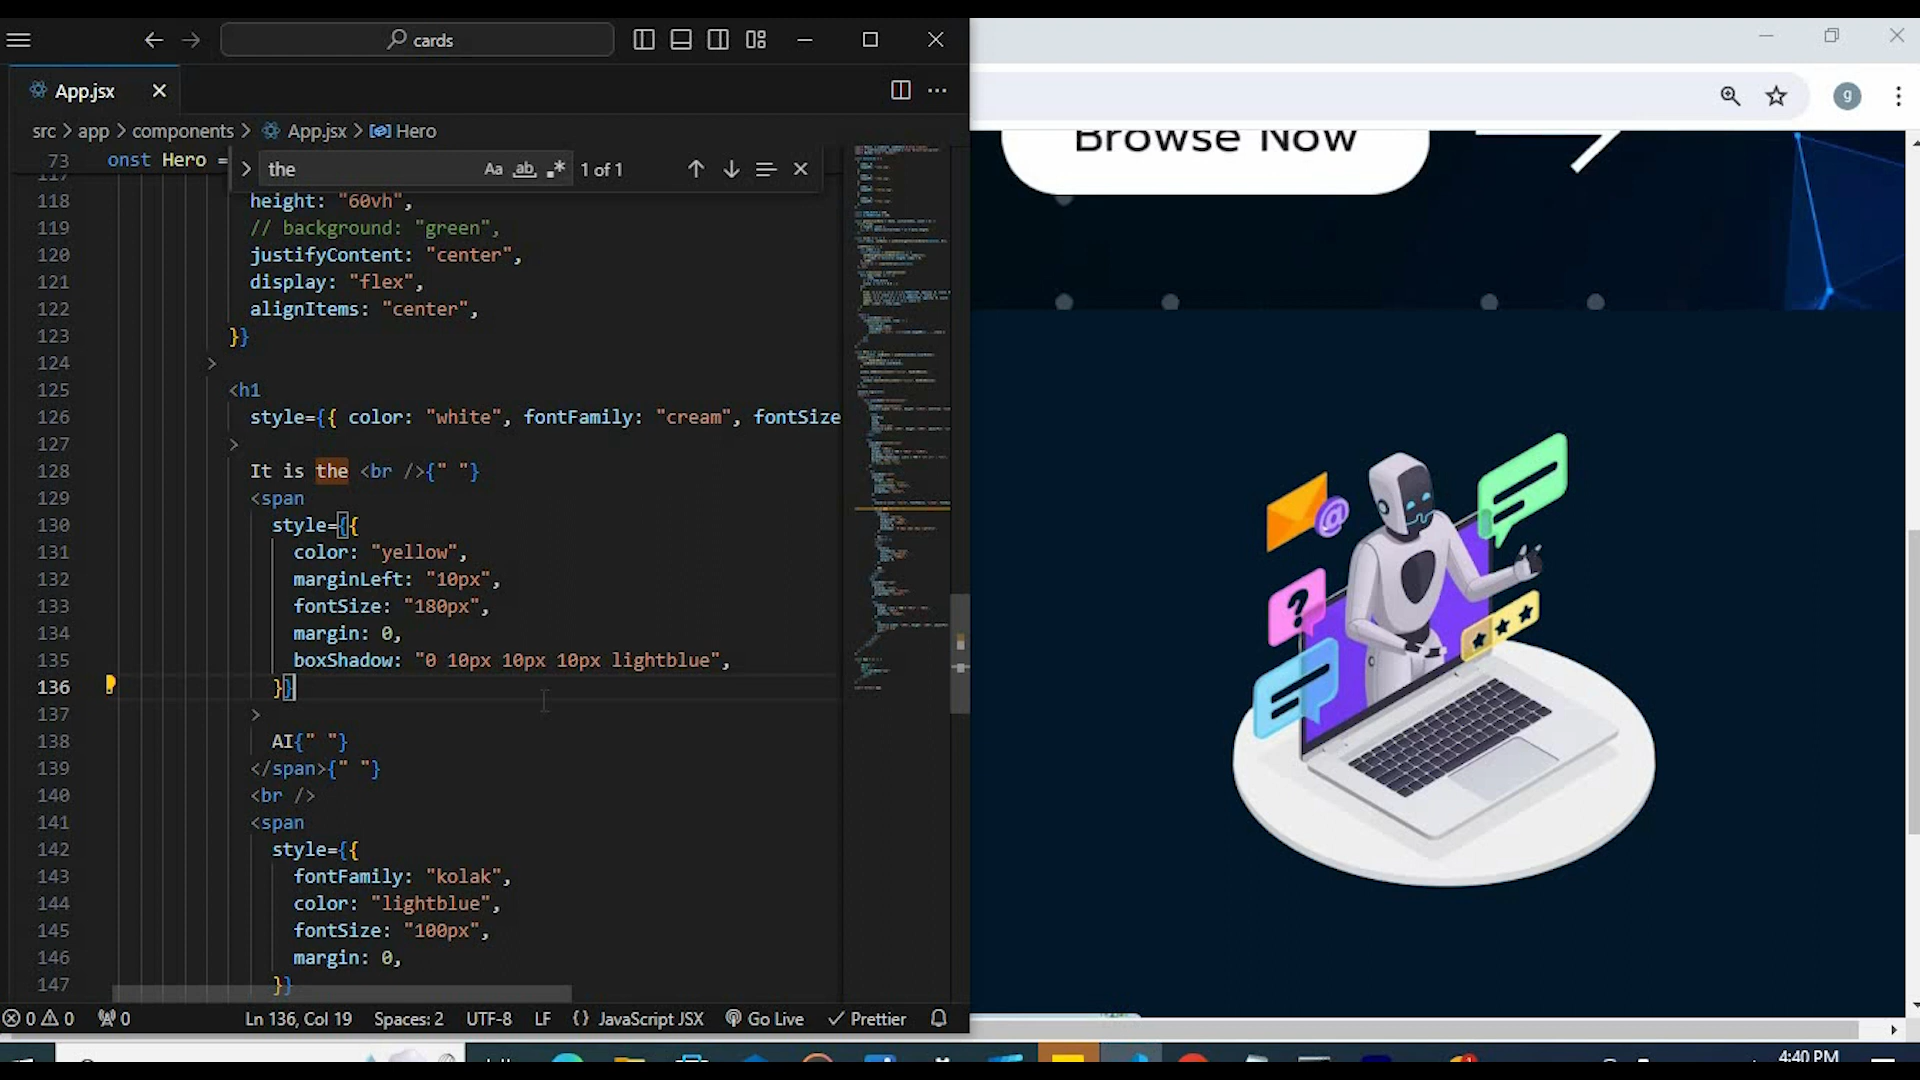 cards
App.jsx
src > app > components > App.jsx > Hero
73 onst Hero =
the Aa ab .* 1 of 1
117
118 height: "60vh",
119 // background: "green",
120 justifyContent: "center",
121 display: "flex",
122 alignItems: "center",
123 }}
124 >
125 <h1
126 style={{ color: "white", fontFamily: "cream", fontSize
127 >
128 It is the <br />{" "}
129 <span
130 style={{
131 color: "yellow",
132 marginLeft: "10px",
133 fontSize: "180px",
134 margin: 0,
135 boxShadow: "0 10px 10px 10px lightblue",
136 }}
137 >
138 AI{" "}
139 </span>{" "}
140 <br />
141 <span
142 style={{
143 fontFamily: "kolak",
144 color: "lightblue",
145 fontSize: "100px",
146 margin: 0,
147 }}
0 0 0 Ln 136, Col 19 Spaces: 2 UTF-8 LF {} JavaScript JSX Go Live Prettier
g
Browse Now
@
?
4:40 PM